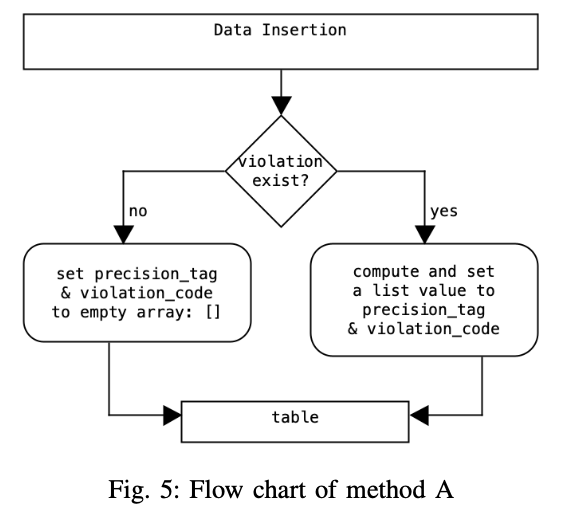 Data Insertion
violation
exist?
no
yes
set precision_tag
& violation_code
to empty array: []
compute and set
a list value to
precision_tag
& violation_code
table
Fig. 5: Flow chart of method A